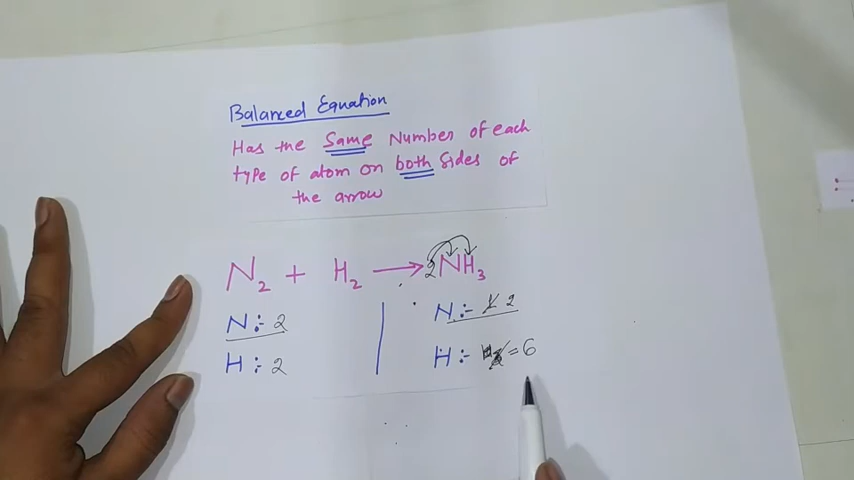 Balanced Equation
Has the Same Number of each
type of atom on both sides of
the arrow
N₂ + H₂ → 2NH₃
N :- 2
N :- 1 2
H :- 2
H :- = 6